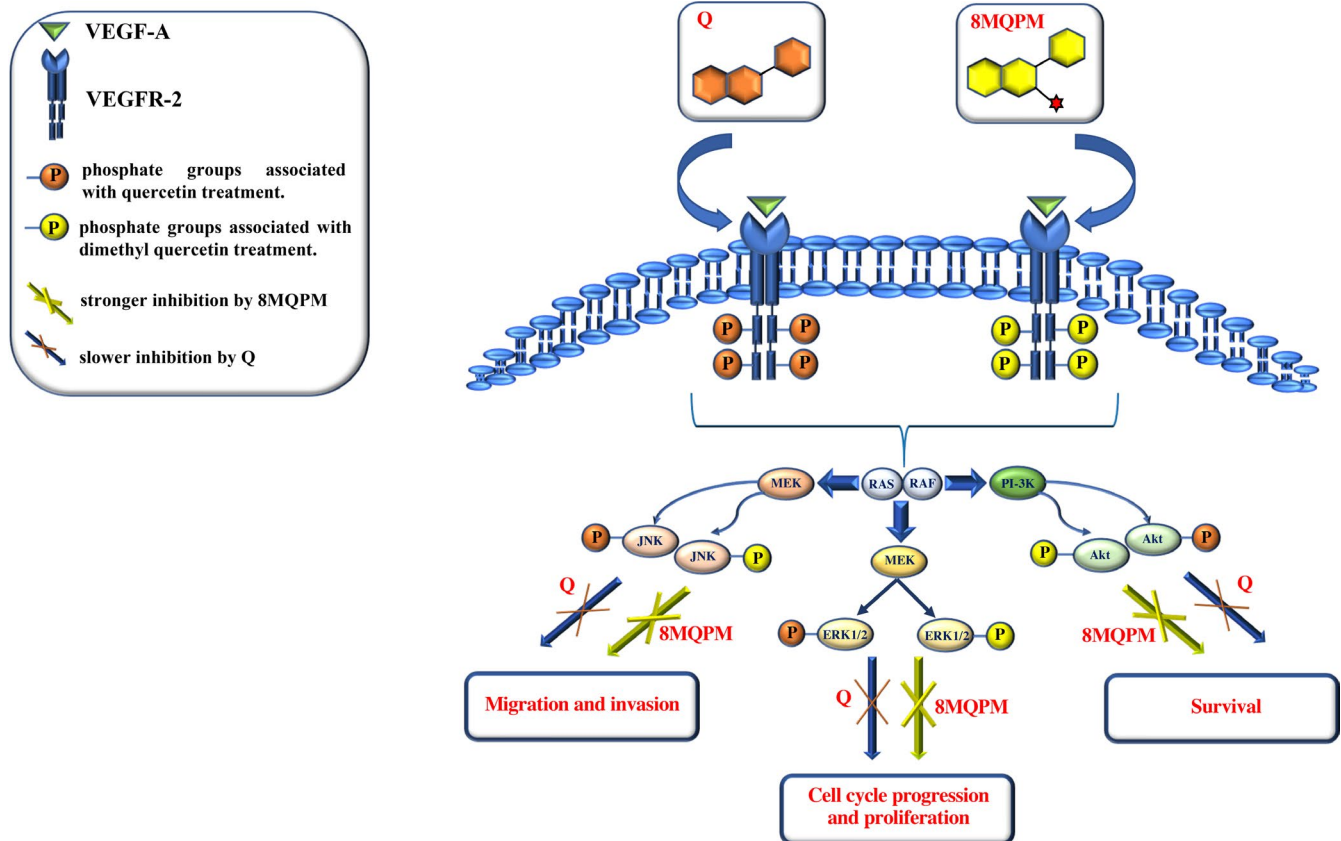 VEGF-A
VEGFR-2
P
phosphate groups associated
with quercetin treatment.
P
phosphate groups associated with
dimethyl quercetin treatment.
stronger inhibition by 8MQPM
slower inhibition by Q
Q
8MQPM
P P
P P
P P
P P
MEK
RAS
RAF
PI-3K
P
JNK
JNK
P
P
Akt
Akt
P
MEK
P
ERK1/2
ERK1/2
P
Q
8MQPM
Q
8MQPM
8MQPM
Q
Migration and invasion
Cell cycle progression
and proliferation
Survival